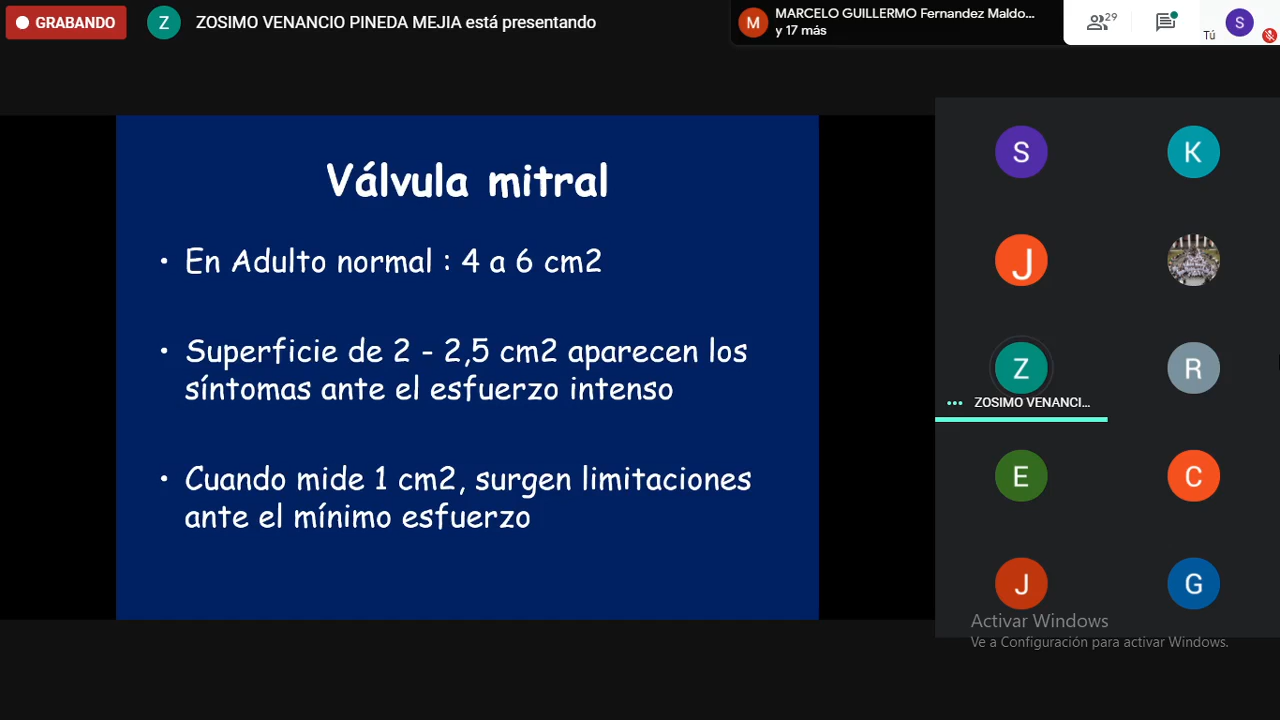 GRABANDO
Z
ZOSIMO VENANCIO PINEDA MEJIA está presentando
M
MARCELO GUILLERMO Fernandez Maldo...
y 17 más
29
Tú
S
Válvula mitral
• En Adulto normal : 4 a 6 cm2
• Superficie de 2 - 2,5 cm2 aparecen los
síntomas ante el esfuerzo intenso
• Cuando mide 1 cm2, surgen limitaciones
ante el mínimo esfuerzo
S
K
J
Z
R
ZOSIMO VENANCI...
E
C
J
G
Activar Windows
Ve a Configuración para activar Windows.